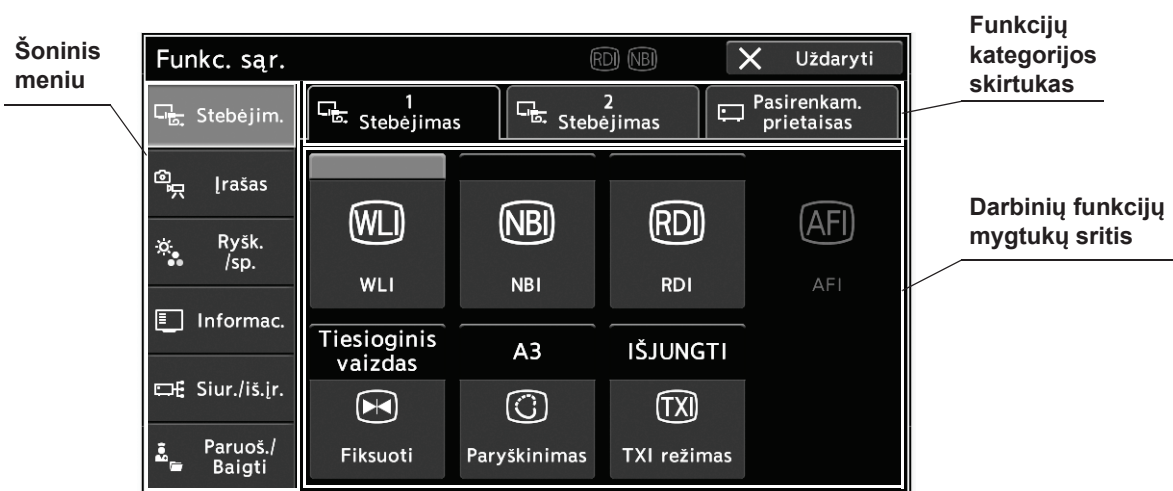 Šoninis
meniu
Funkcijų
kategorijos
skirtukas
Darbinių funkcijų
mygtukų sritis
Funkc. sąr.
RDI NBI
Uždaryti
Stebėjim.
Įrašas
Ryšk.
/sp.
Informac.
Siur./iš.įr.
Paruoš./
Baigti
1
Stebėjimas
2
Stebėjimas
Pasirenkam.
prietaisas
WLI
WLI
NBI
NBI
RDI
RDI
AFI
AFI
Tiesioginis
vaizdas
Fiksuoti
A3
Paryškinimas
IŠJUNGTI
TXI
TXI režimas